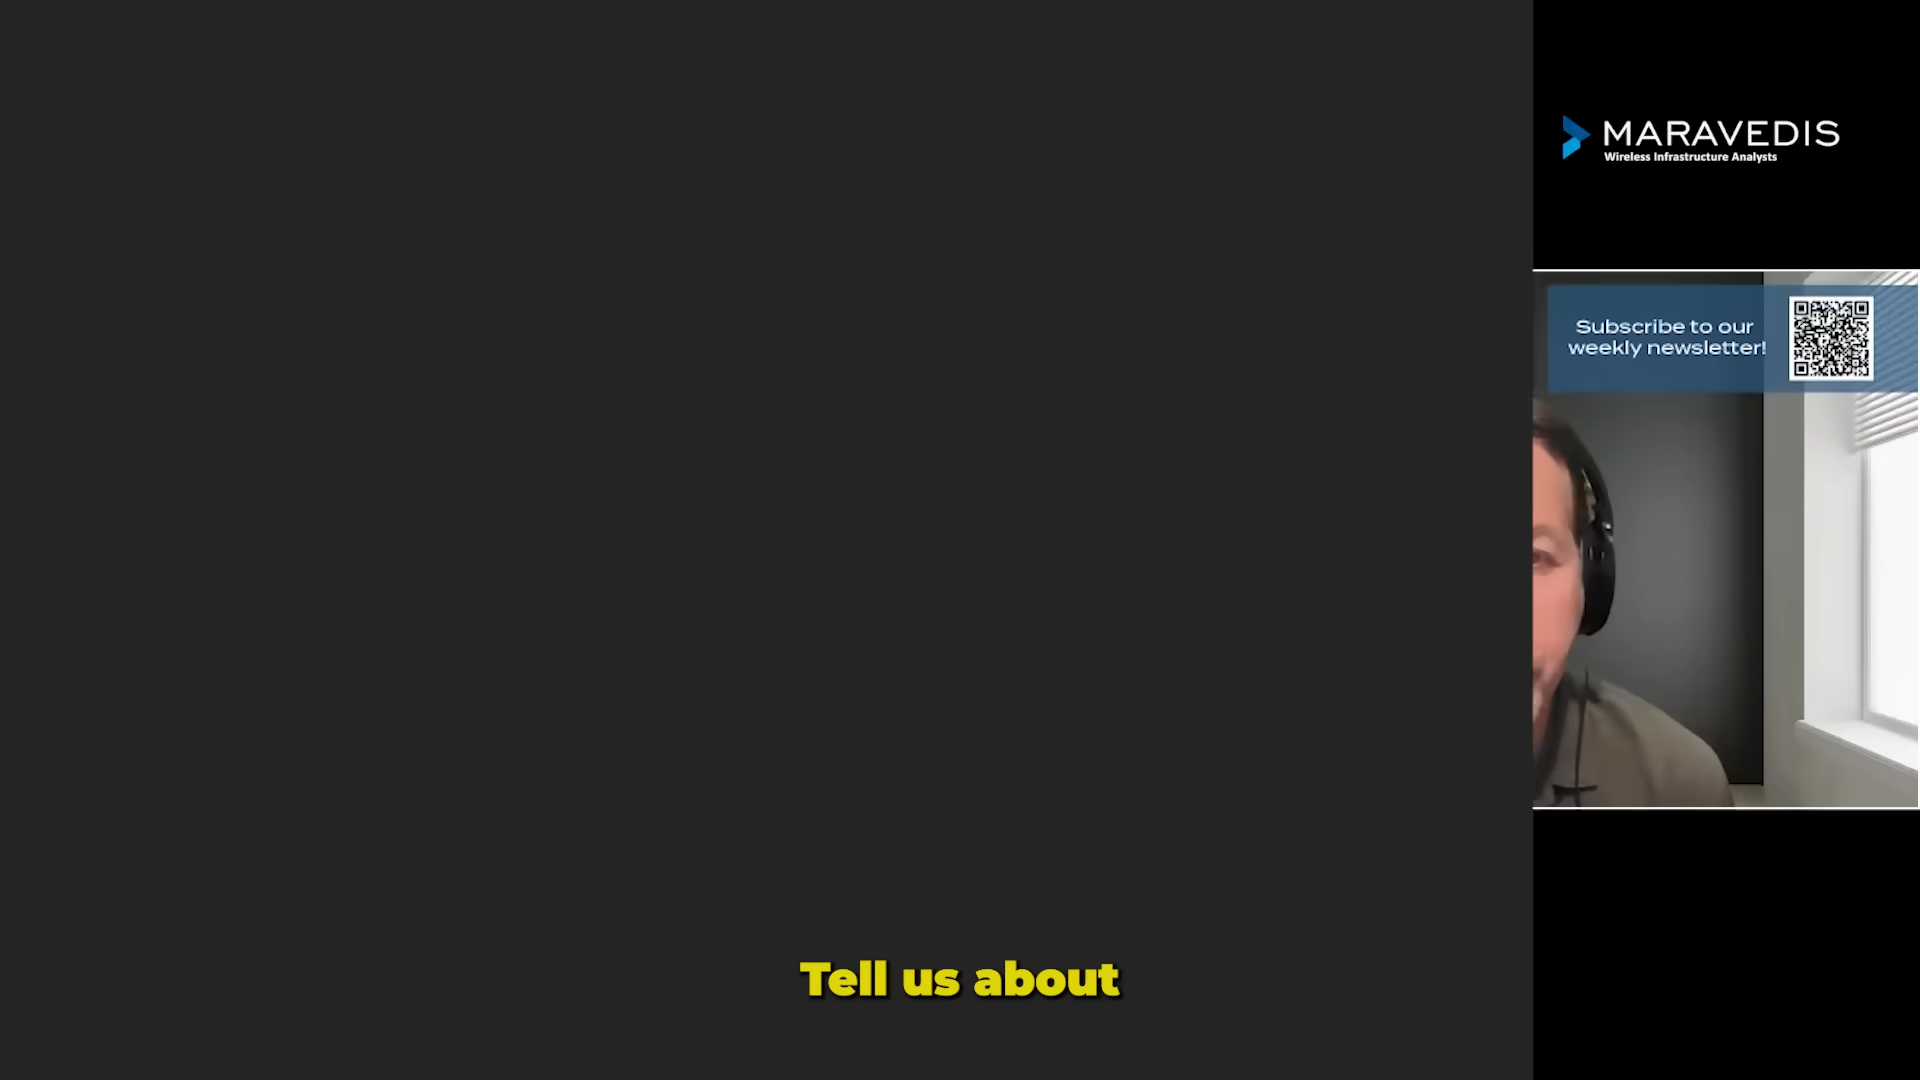 MARAVEDIS
Wireless Infrastructure Analysts
Subscribe to our
weekly newsletter!
Tell us about